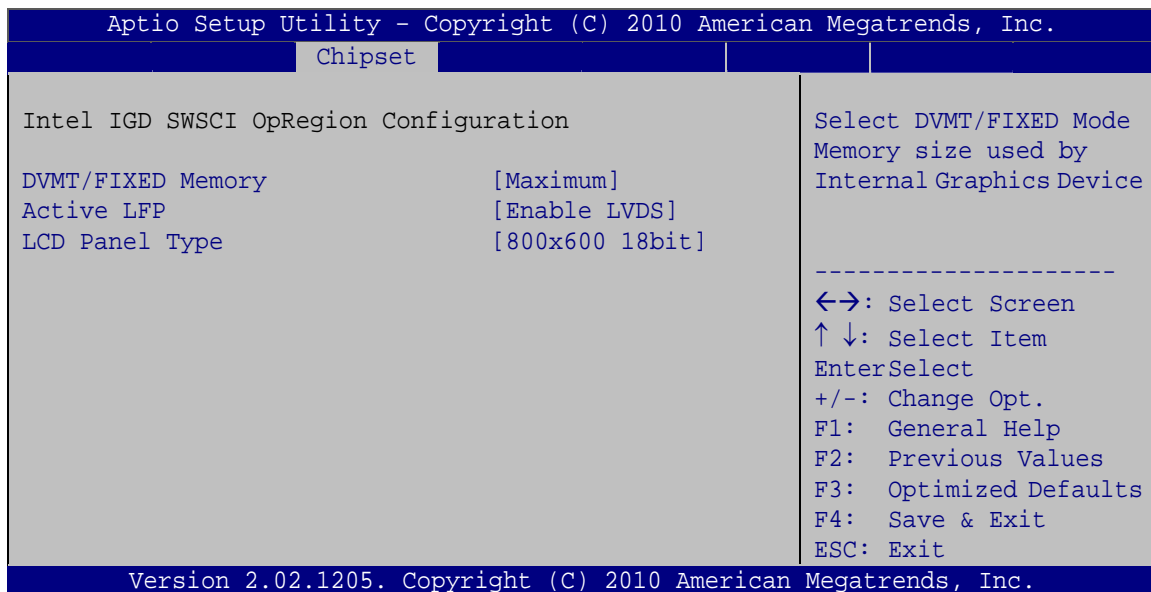 Aptio Setup Utility – Copyright (C) 2010 American Megatrends, Inc.
Chipset
Intel IGD SWSCI OpRegion Configuration
DVMT/FIXED Memory [Maximum]
Active LFP [Enable LVDS]
LCD Panel Type [800x600 18bit]
Select DVMT/FIXED Mode
Memory size used by
Internal Graphics Device
---------------------
←→: Select Screen
↑ ↓: Select Item
EnterSelect
+/-: Change Opt.
F1: General Help
F2: Previous Values
F3: Optimized Defaults
F4: Save & Exit
ESC: Exit
Version 2.02.1205. Copyright (C) 2010 American Megatrends, Inc.